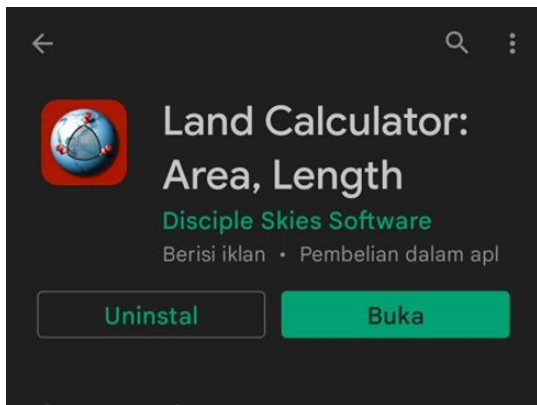 Land Calculator:
Area, Length
Disciple Skies Software
Berisi iklan • Pembelian dalam apl
Uninstal
Buka